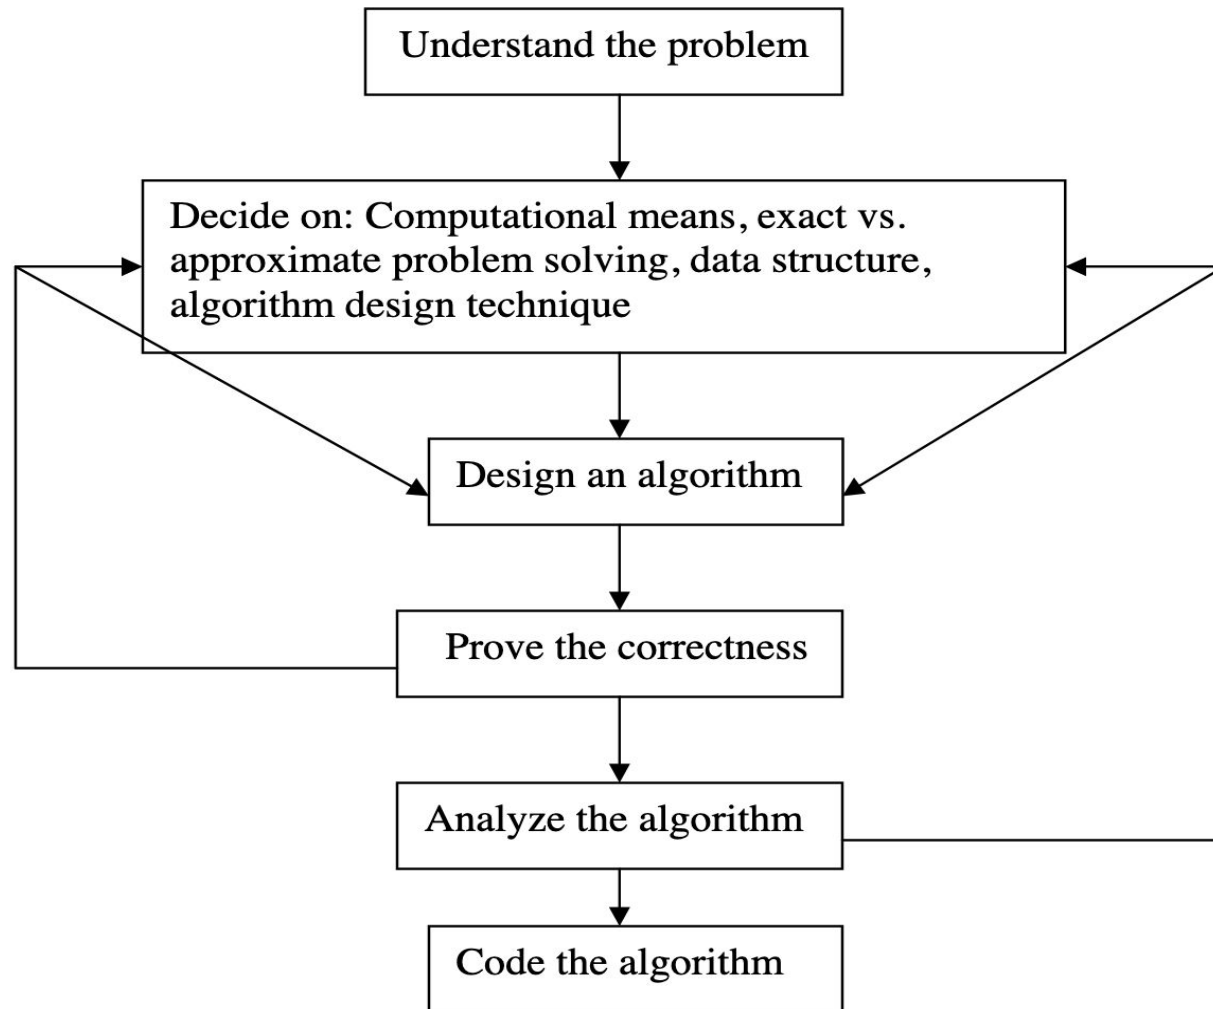 Understand the problem
Decide on: Computational means, exact vs.
approximate problem solving, data structure,
algorithm design technique
Design an algorithm
Prove the correctness
Analyze the algorithm
Code the algorithm